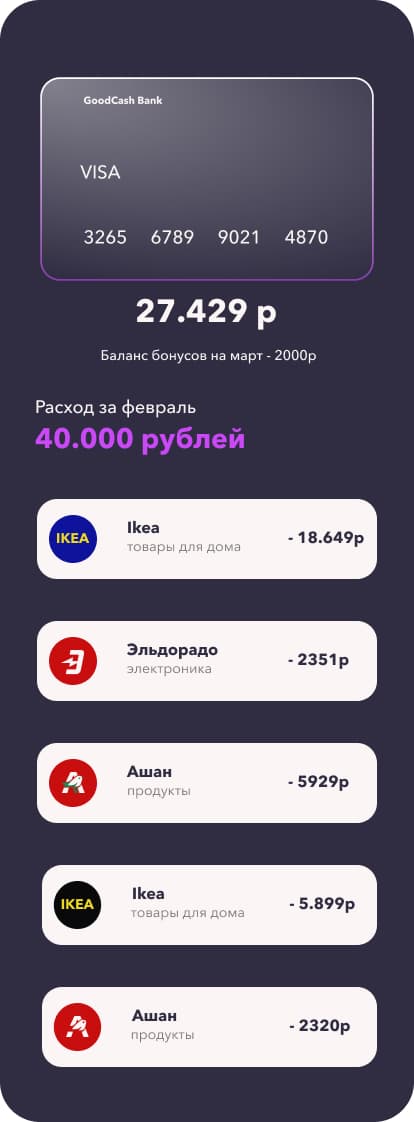 GoodCash Bank
VISA
3265 6789 9021 4870
27.429 р
Баланс бонусов на март - 2000р
Расход за февраль
40.000 рублей
IKEA
Ikea
товары для дома
- 18.649р
Эльдорадо
электроника
- 2351р
Ашан
продукты
- 5929р
IKEA
Ikea
товары для дома
- 5.899р
Ашан
продукты
- 2320р